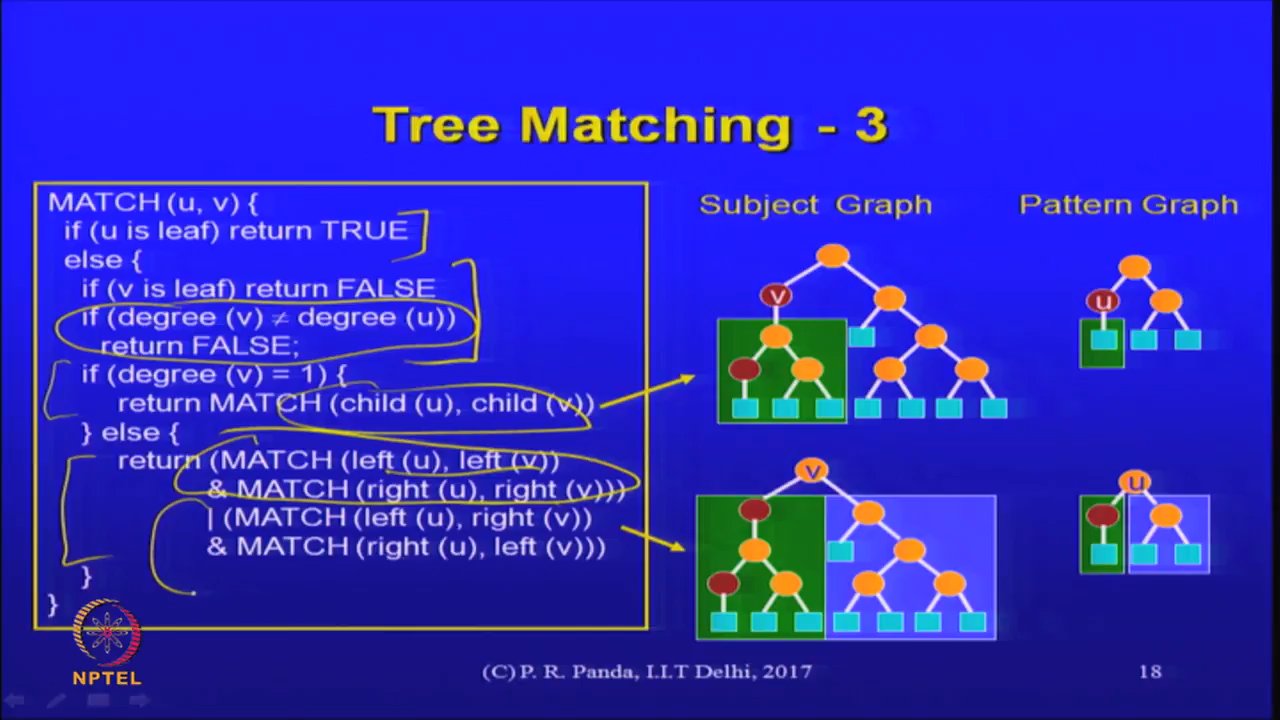 Tree Matching - 3
MATCH (u, v) {
if (u is leaf) return TRUE
else {
if (v is leaf) return FALSE
if (degree (v) ≠ degree (u))
return FALSE;
if (degree (v) = 1) {
return MATCH (child (u), child (v))
} else {
return (MATCH (left (u), left (v))
& MATCH (right (u), right (v)))
| (MATCH (left (u), right (v))
& MATCH (right (u), left (v)))
}
}
Subject Graph
Pattern Graph
v
u
v
u
NPTEL
(C) P. R. Panda, I.I.T Delhi, 2017
18